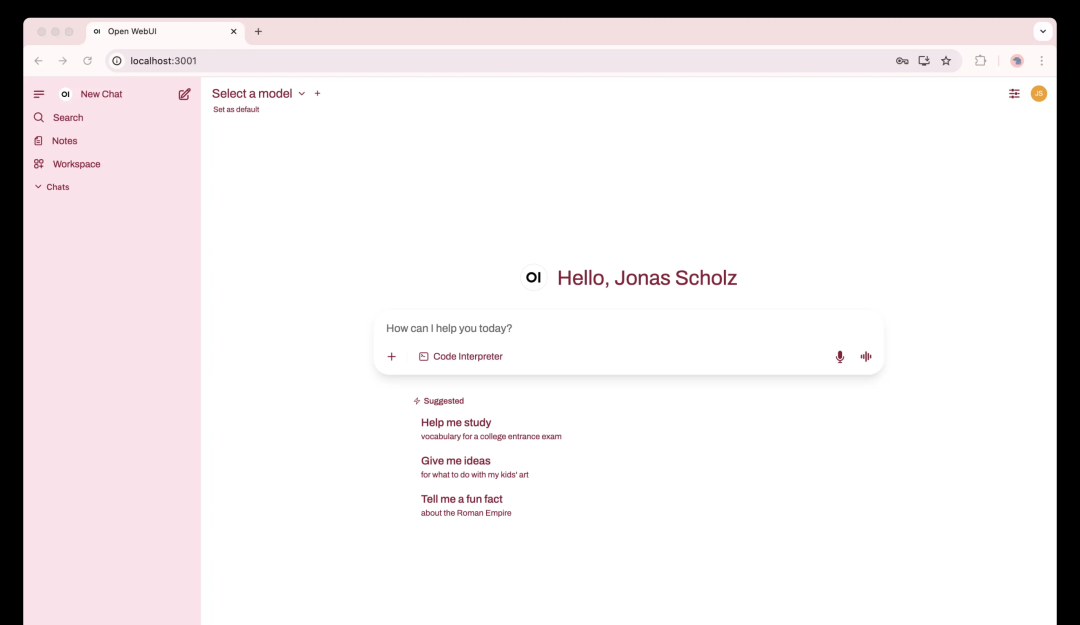 OI Open WebUI
localhost:3001
OI New Chat
Search
Notes
Workspace
Chats
Select a model
Set as default
JS
OI Hello, Jonas Scholz
How can I help you today?
Code Interpreter
Suggested
Help me study
vocabulary for a college entrance exam
Give me ideas
for what to do with my kids' art
Tell me a fun fact
about the Roman Empire